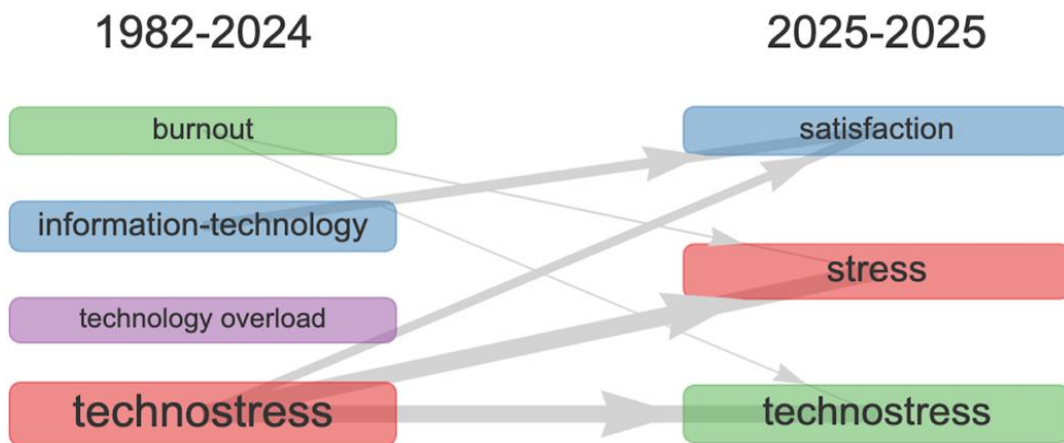 1982-2024
2025-2025
burnout
satisfaction
information-technology
stress
technology overload
technostress
technostress